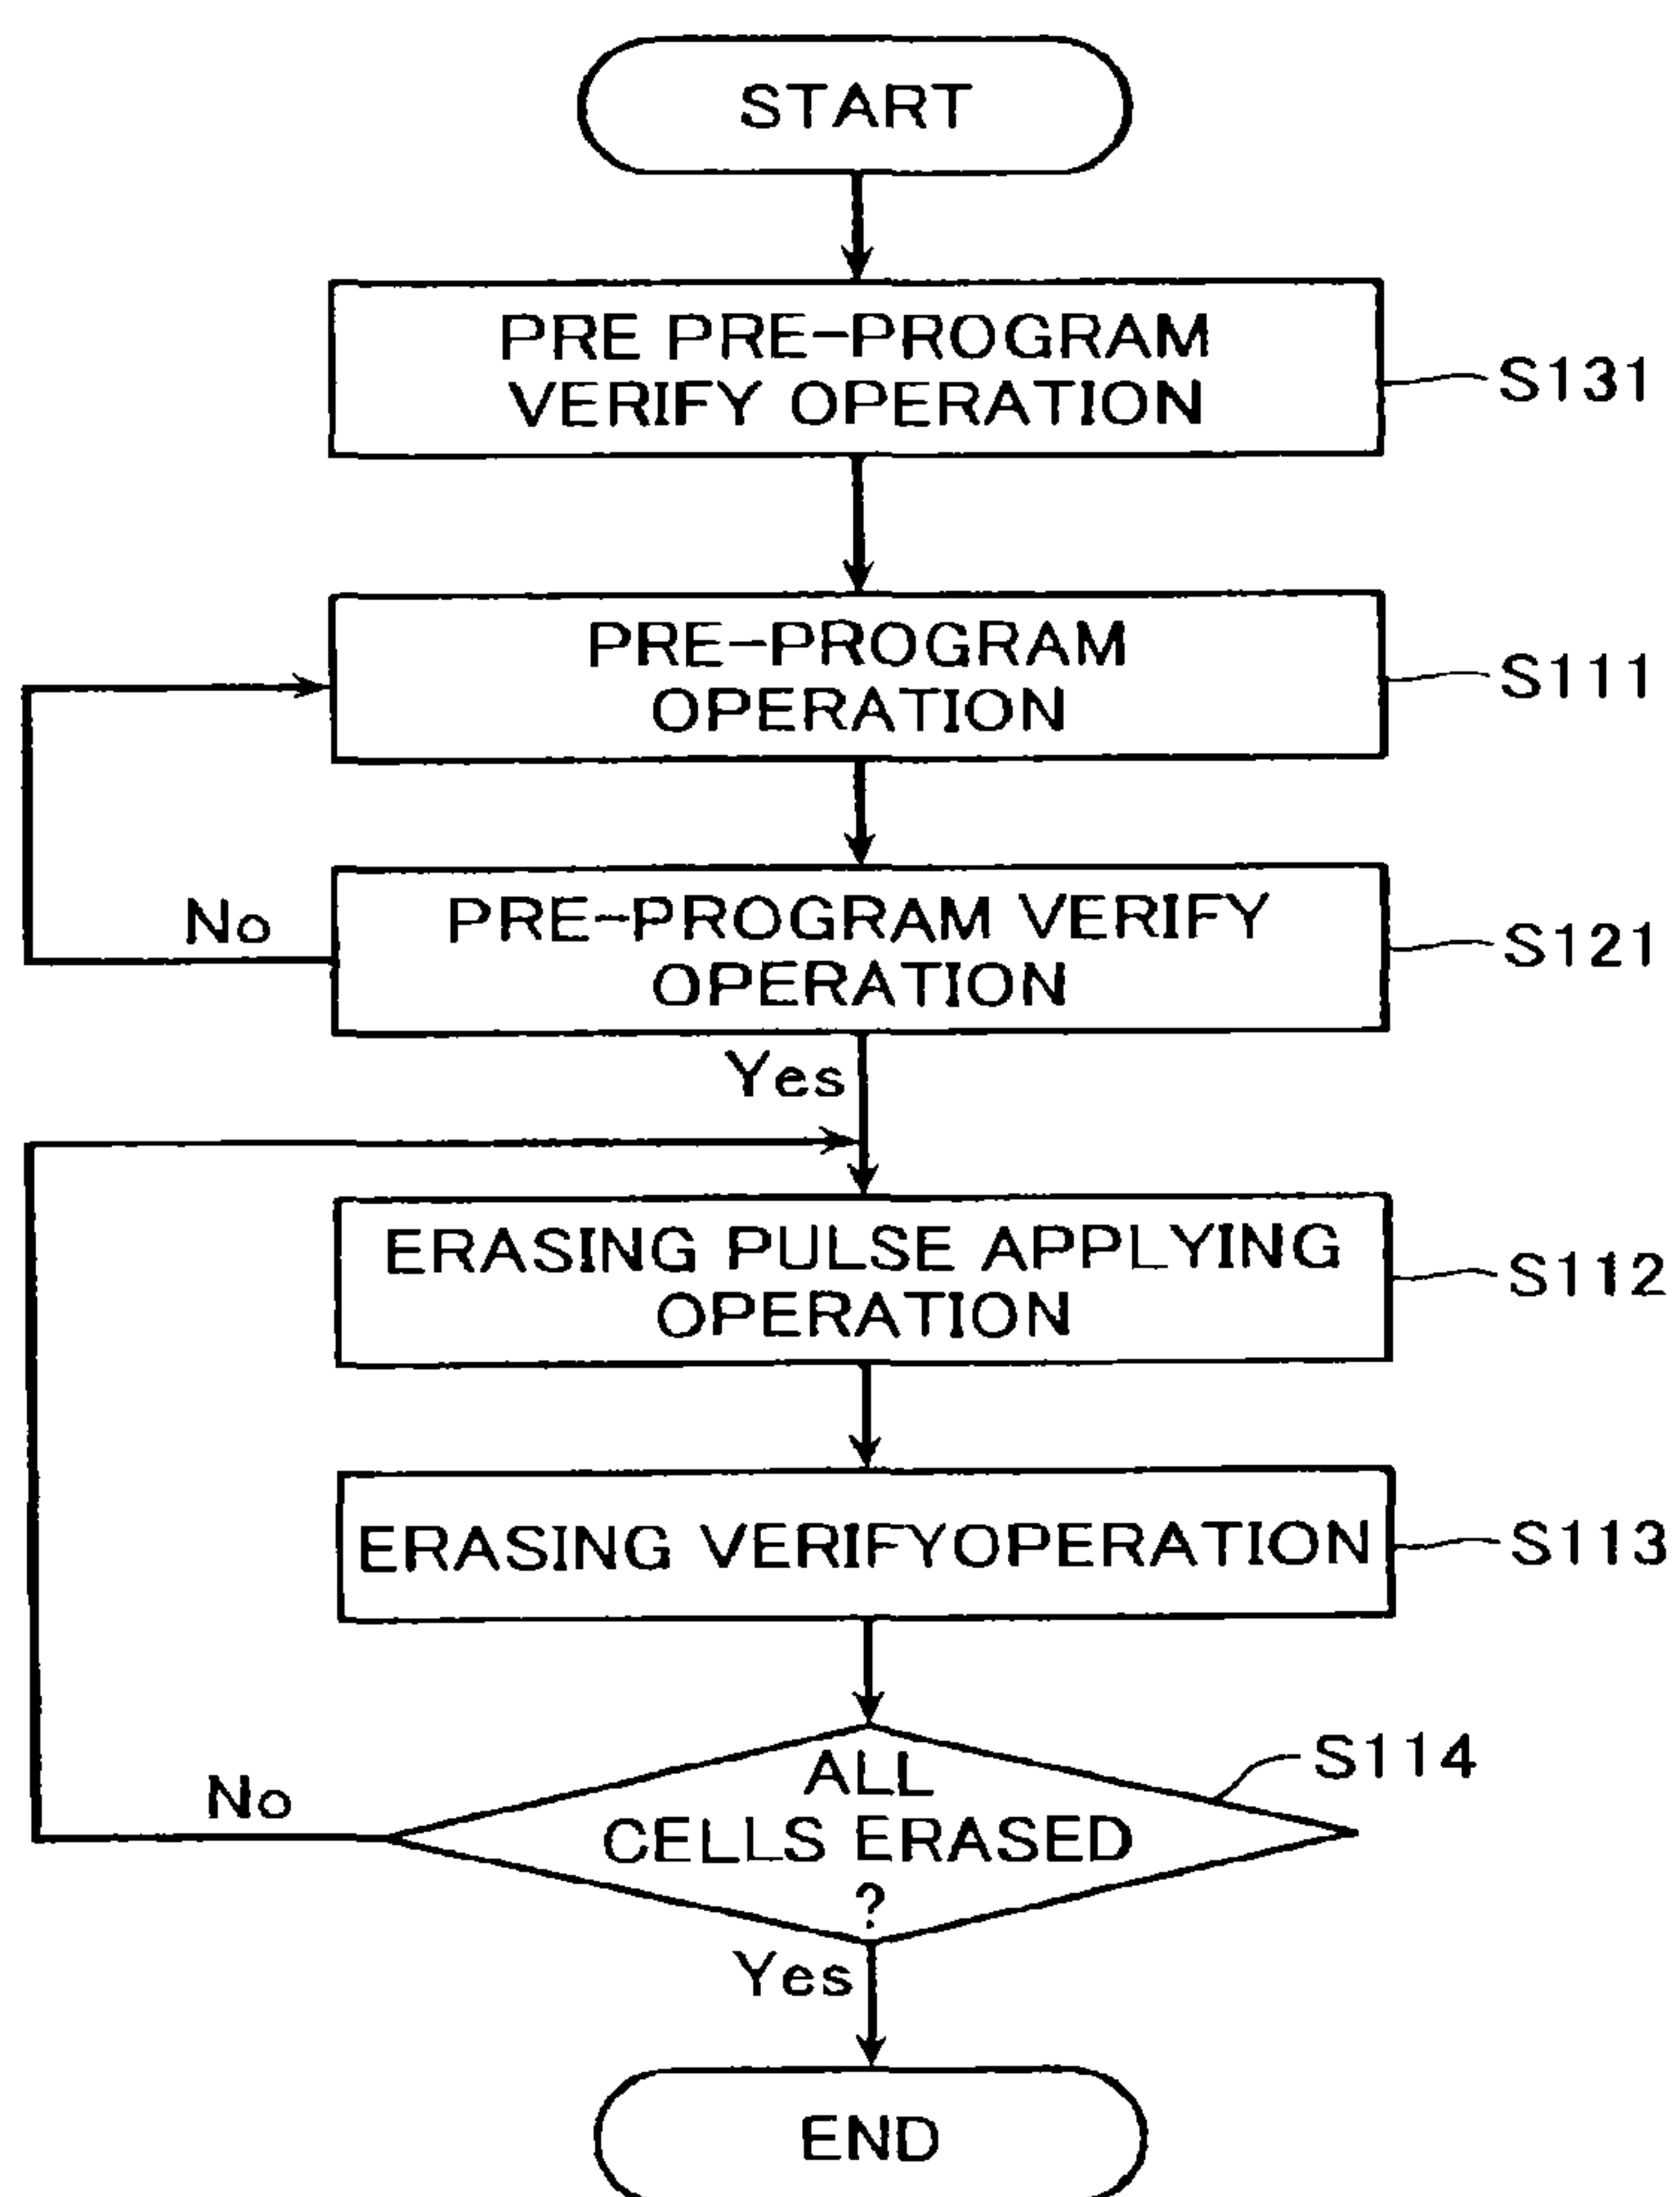 START
PRE PRE-PROGRAM
VERIFY OPERATION
S131
PRE-PROGRAM
OPERATION
S111
No
PRE-PROGRAM VERIFY
OPERATION
S121
Yes
ERASING PULSE APPLYING
OPERATION
S112
ERASING VERIFYOPERATION
S113
ALL
CELLS ERASED
?
S114
No
Yes
END